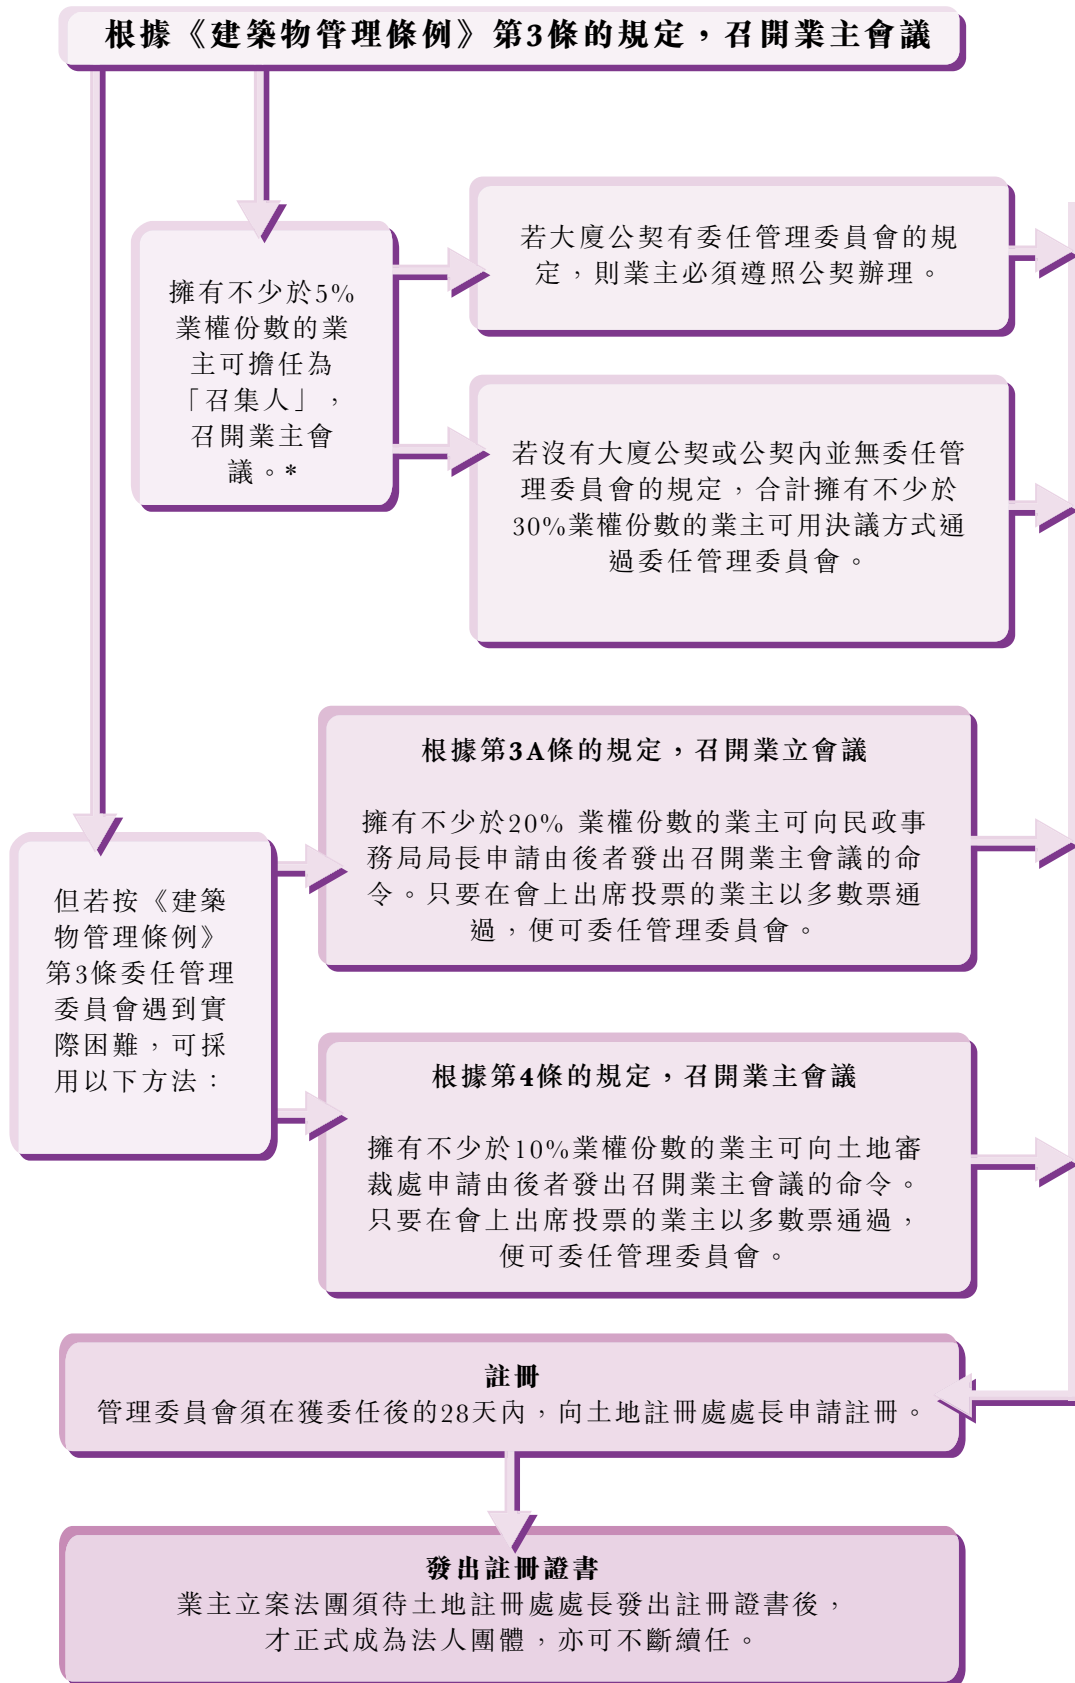 根據《建築物管理條例》第3條的規定，召開業主會議
擁有不少於5%
業權份數的業
主可擔任為
「召集人」，
召開業主會
議。*
若大廈公契有委任管理委員會的規
定，則業主必須遵照公契辦理。
若沒有大廈公契或公契內並無委任管
理委員會的規定，合計擁有不少於
30%業權份數的業主可用決議方式通
過委任管理委員會。
但若按《建築
物管理條例》
第3條委任管理
委員會遇到實
際困難，可採
用以下方法：
根據第3A條的規定，召開業立會議
擁有不少於20% 業權份數的業主可向民政事
務局局長申請由後者發出召開業主會議的命
令。只要在會上出席投票的業主以多數票通
過，便可委任管理委員會。
根據第4條的規定，召開業主會議
擁有不少於10%業權份數的業主可向土地審
裁處申請由後者發出召開業主會議的命令。
只要在會上出席投票的業主以多數票通過，
便可委任管理委員會。
註冊
管理委員會須在獲委任後的28天內，向土地註冊處處長申請註冊。
發出註冊證書
業主立案法團須待土地註冊處處長發出註冊證書後，
才正式成為法人團體，亦可不斷續任。